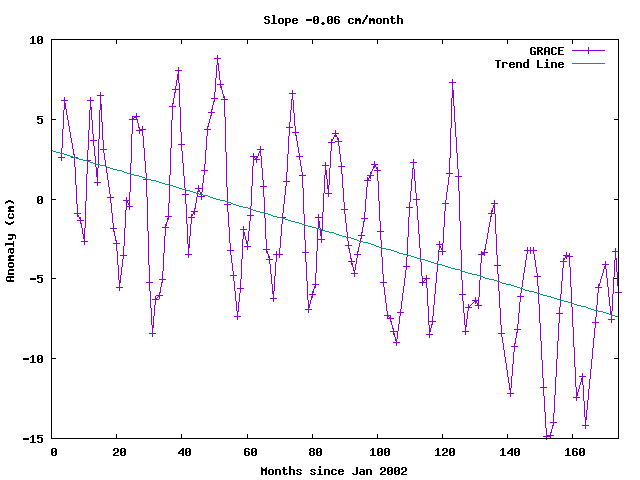 Slope -0.06 cm/month
GRACE
Trend Line
10
5
0
-5
-10
-15
Anomaly (cm)
0 20 40 60 80 100 120 140 160
Months since Jan 2002